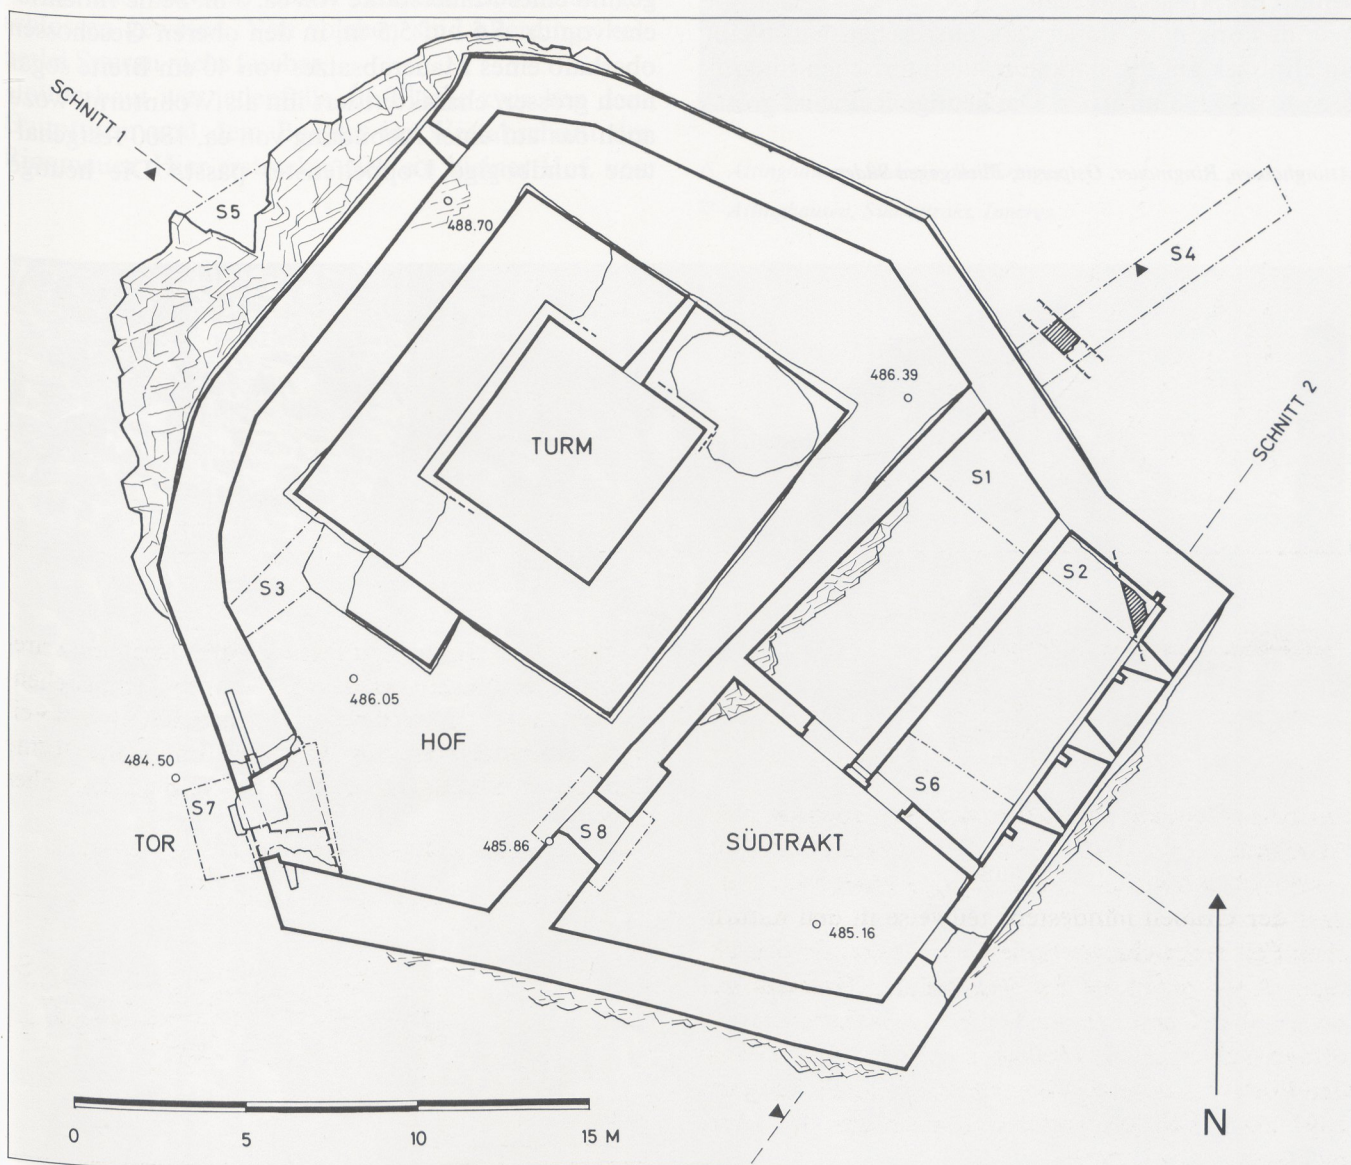 SCHNITT 1
S5
488.70
S4
486.39
SCHNITT 2
TURM
S1
S2
S3
486.05
HOF
484.50
S7
TOR
S6
485.86
S8
SÜDTRAKT
485.16
0 5 10 15 M
N